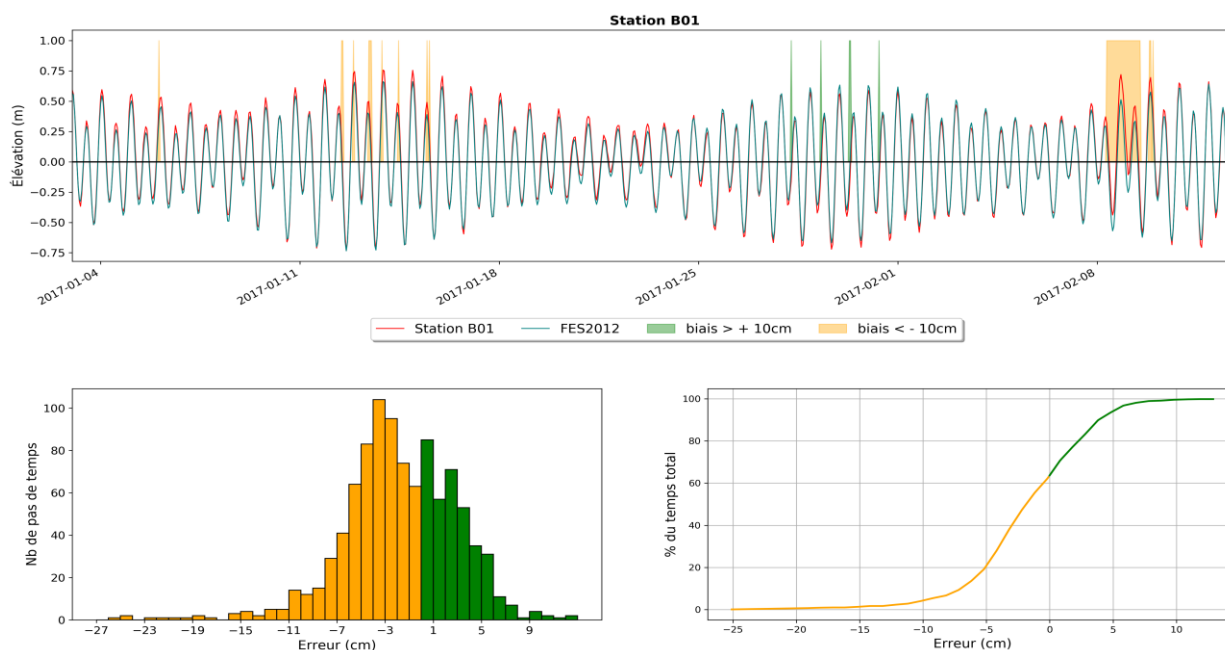 Station B01
Élévation (m)
1.00
0.75
0.50
0.25
0.00
−0.25
−0.50
−0.75
2017-01-04
2017-01-11
2017-01-18
2017-01-25
2017-02-01
2017-02-08
Station B01 FES2012 biais > + 10cm biais < - 10cm
Nb de pas de temps
100
80
60
40
20
0
−27 −23 −19 −15 −11 −7 −3 1 5 9
Erreur (cm)
% du temps total
100
80
60
40
20
0
−25 −20 −15 −10 −5 0 5 10
Erreur (cm)